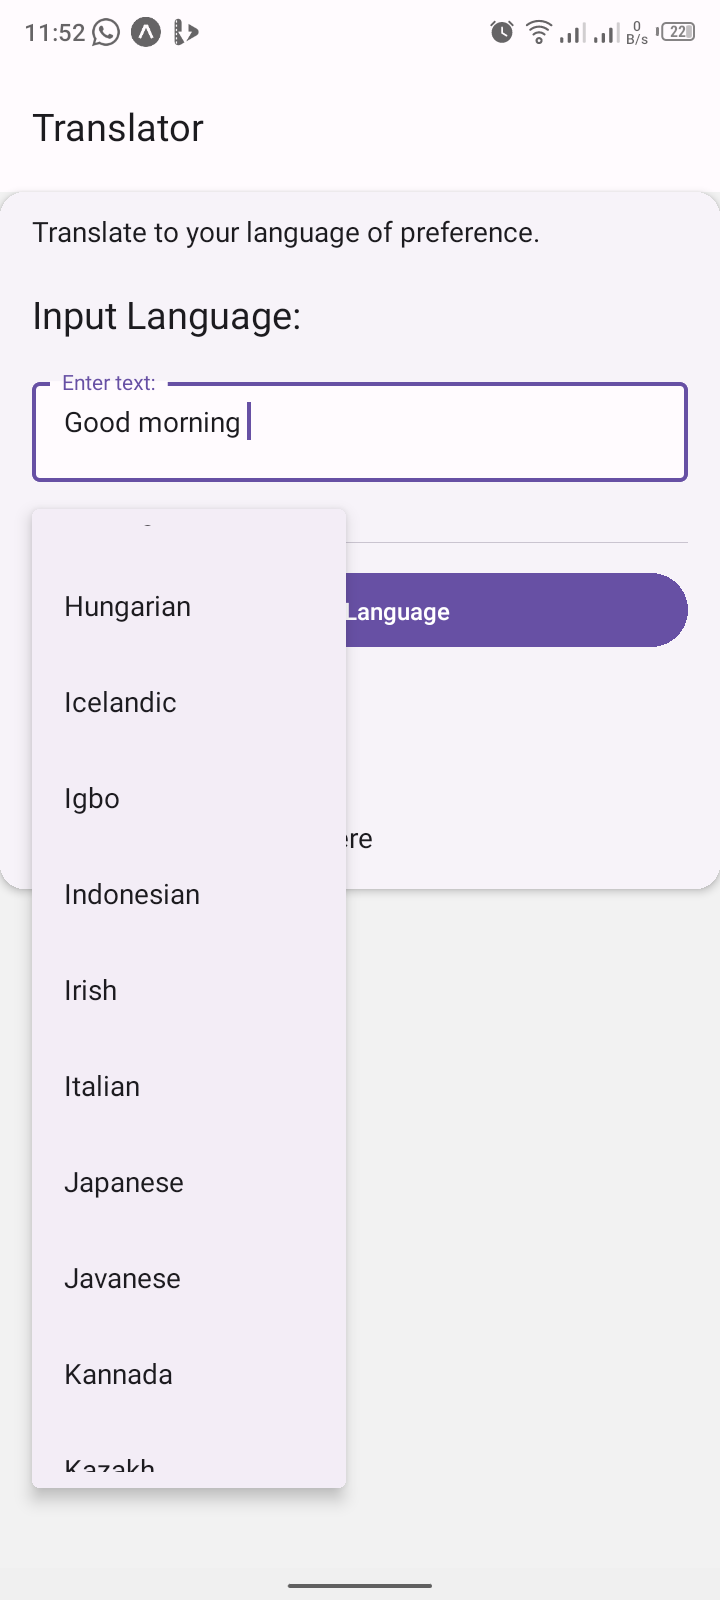 11:52
0
B/s
22
Translator
Translate to your language of preference.
Input Language:
Enter text:
Good morning
Language
Hungarian
Icelandic
Igbo
Indonesian
Irish
Italian
Japanese
Javanese
Kannada
Kazakh